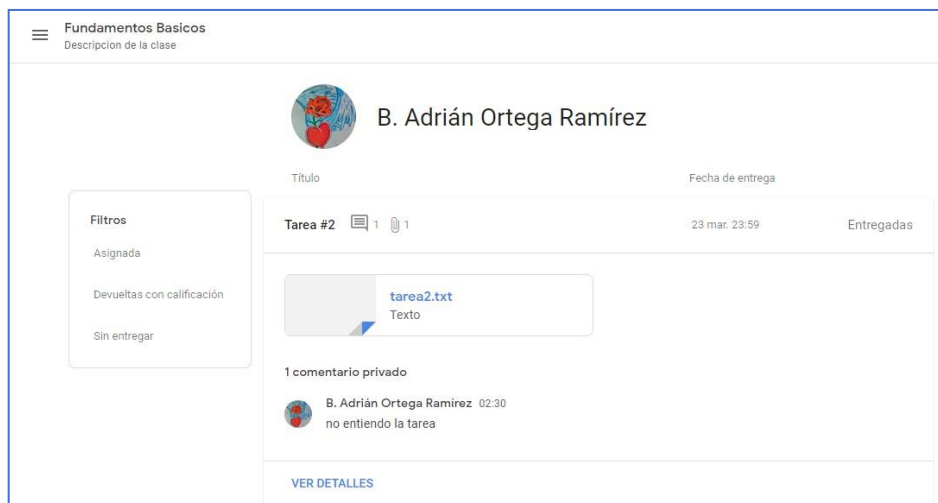 Fundamentos Basicos
Descripcion de la clase
B. Adrián Ortega Ramírez
Título Fecha de entrega
Filtros
Asignada
Devueltas con calificación
Sin entregar
Tarea #2 1 1 23 mar. 23:59 Entregadas
tarea2.txt
Texto
1 comentario privado
B. Adrián Ortega Ramírez 02:30
no entiendo la tarea
VER DETALLES